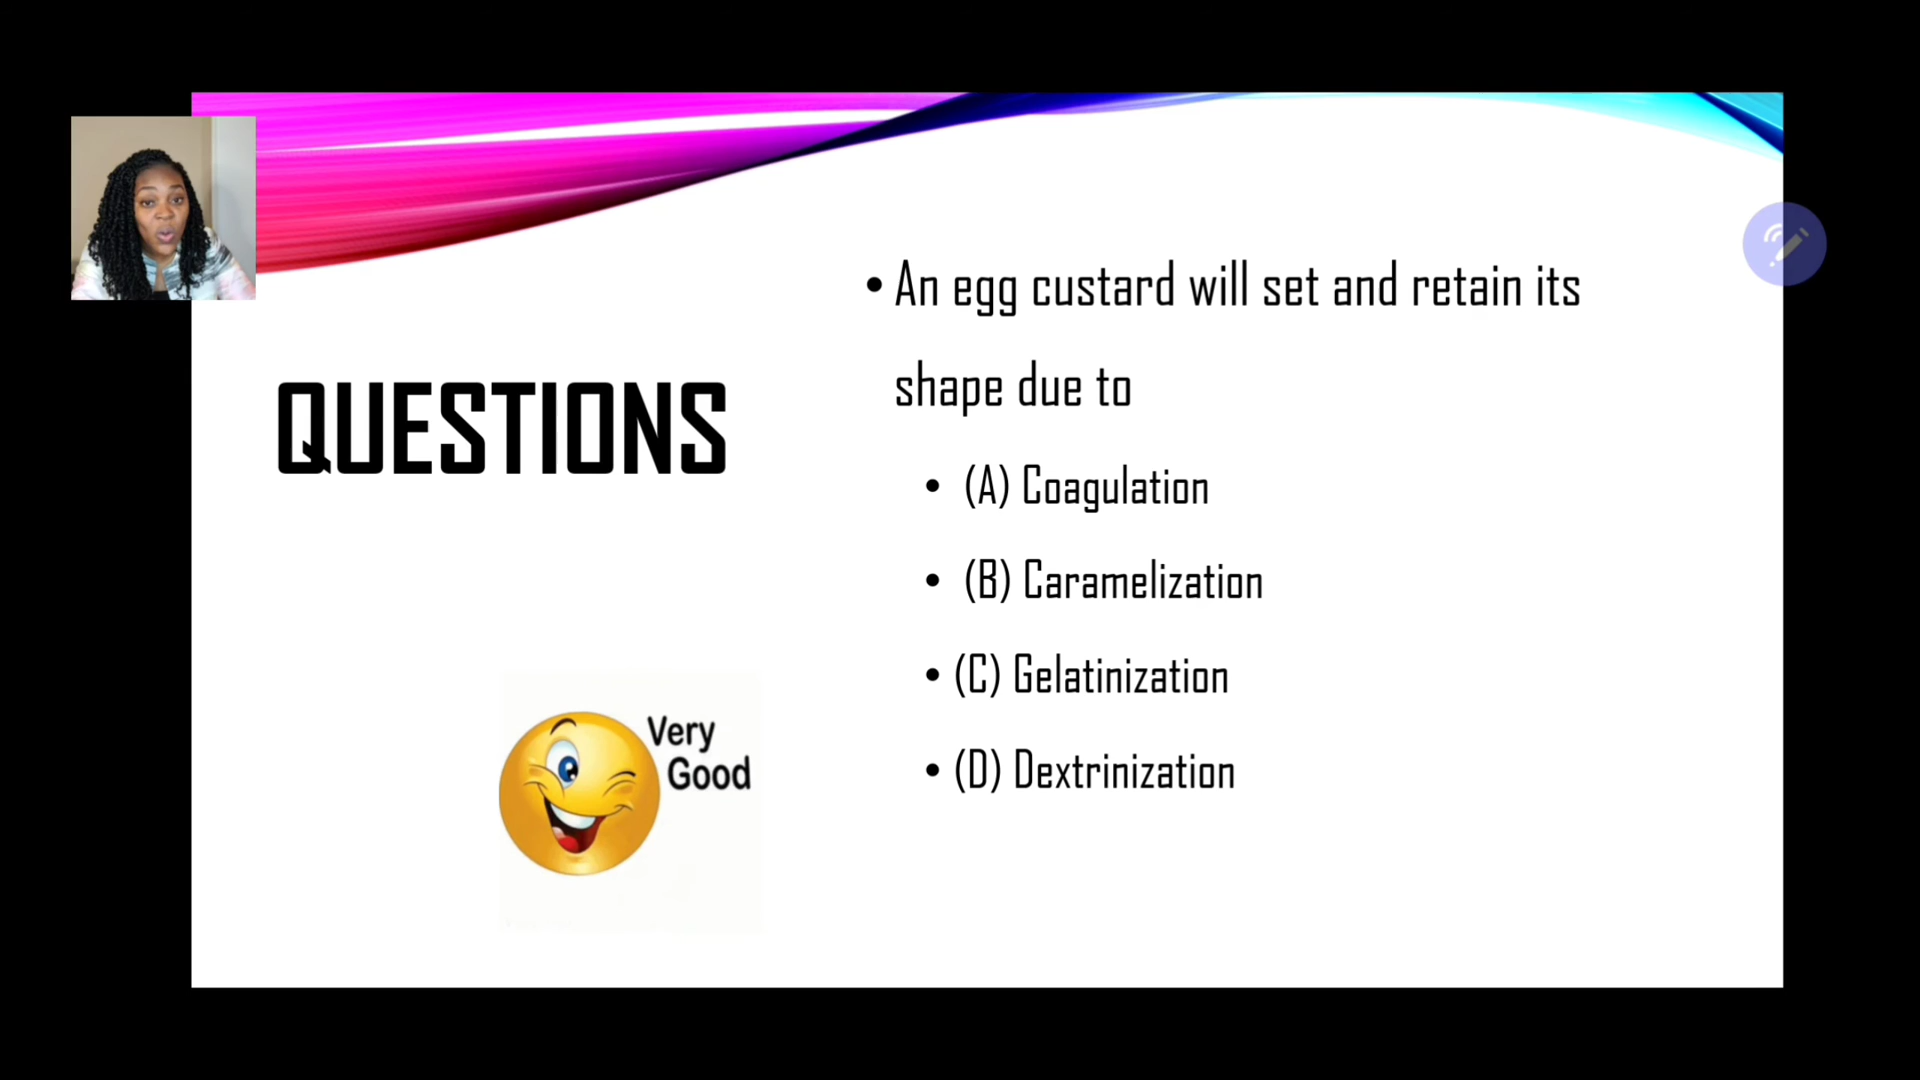 QUESTIONS
• An egg custard will set and retain its
shape due to
• (A) Coagulation
• (B) Caramelization
• (C) Gelatinization
• (D) Dextrinization
Very
Good